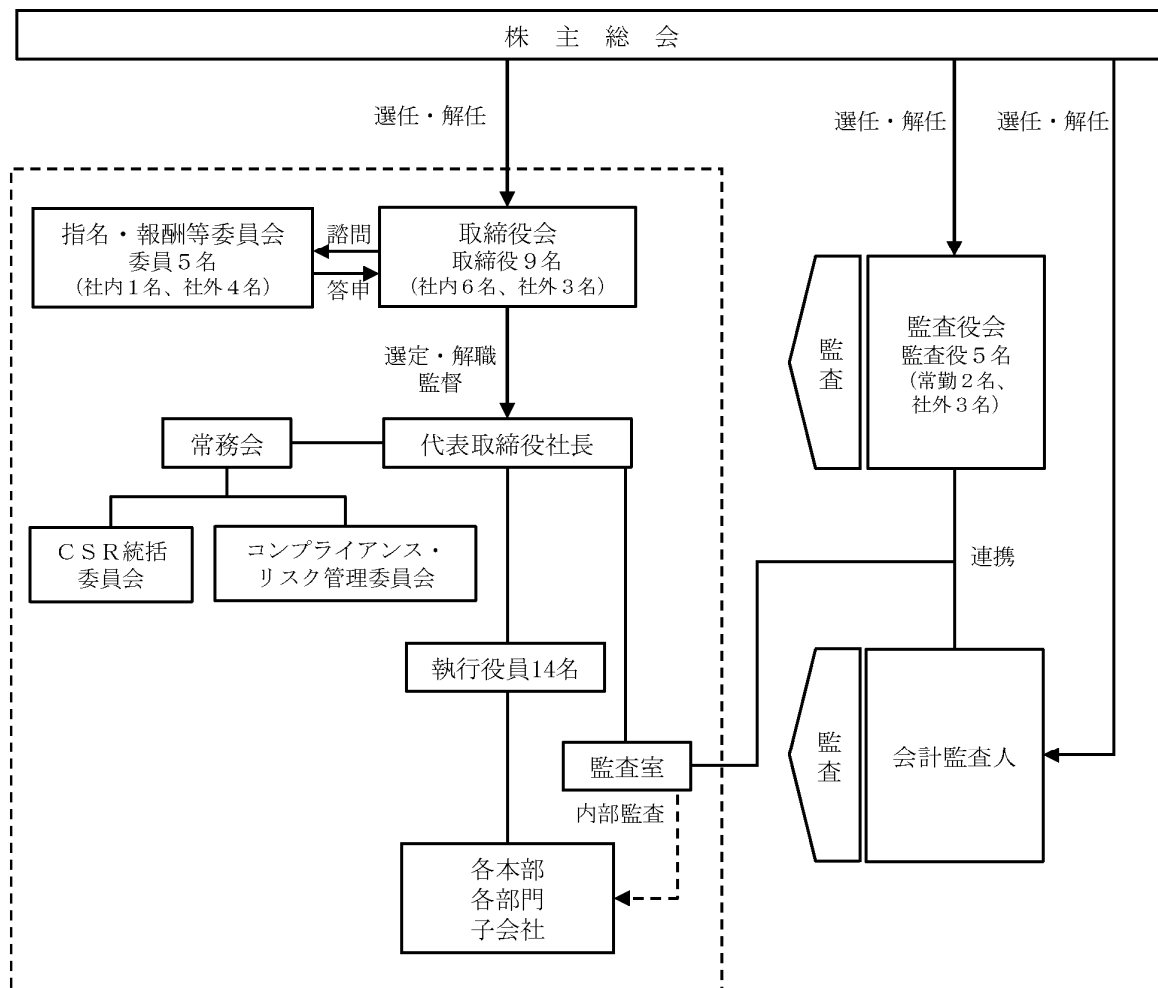 株 主 総 会
選任・解任
選任・解任
選任・解任
指名・報酬等委員会
委員５名
（社内１名、社外４名）
諮問
答申
取締役会
取締役９名
（社内６名、社外３名）
監査
監査役会
監査役５名
（常勤２名、
社外３名）
選定・解職
監督
常務会
代表取締役社長
ＣＳＲ統括
委員会
コンプライアンス・
リスク管理委員会
連携
執行役員14名
監査室
内部監査
監査
会計監査人
各本部
各部門
子会社